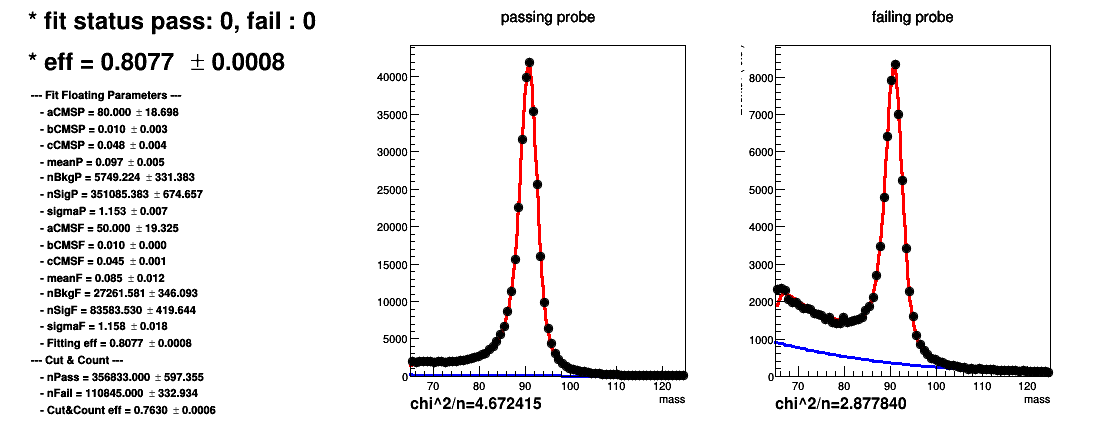 * fit status pass: 0, fail : 0
* eff = 0.8077 ± 0.0008
--- Fit Floating Parameters ---
- aCMSP = 80.000 ± 18.698
- bCMSP = 0.010 ± 0.003
- cCMSP = 0.048 ± 0.004
- meanP = 0.097 ± 0.005
- nBkgP = 5749.224 ± 331.383
- nSigP = 351085.383 ± 674.657
- sigmaP = 1.153 ± 0.007
- aCMSF = 50.000 ± 19.325
- bCMSF = 0.010 ± 0.000
- cCMSF = 0.045 ± 0.001
- meanF = 0.085 ± 0.012
- nBkgF = 27261.581 ± 346.093
- nSigF = 83583.530 ± 419.644
- sigmaF = 1.158 ± 0.018
- Fitting eff = 0.8077 ± 0.0008
--- Cut & Count ---
- nPass = 356833.000 ± 597.355
- nFail = 110845.000 ± 332.934
- Cut&Count eff = 0.7630 ± 0.0006
passing probe
40000
35000
30000
25000
20000
15000
10000
5000
0
70 80 90 100 110 120
mass
chi^2/n=4.672415
failing probe
8000
7000
6000
5000
4000
3000
2000
1000
0
70 80 90 100 110 120
mass
chi^2/n=2.877840